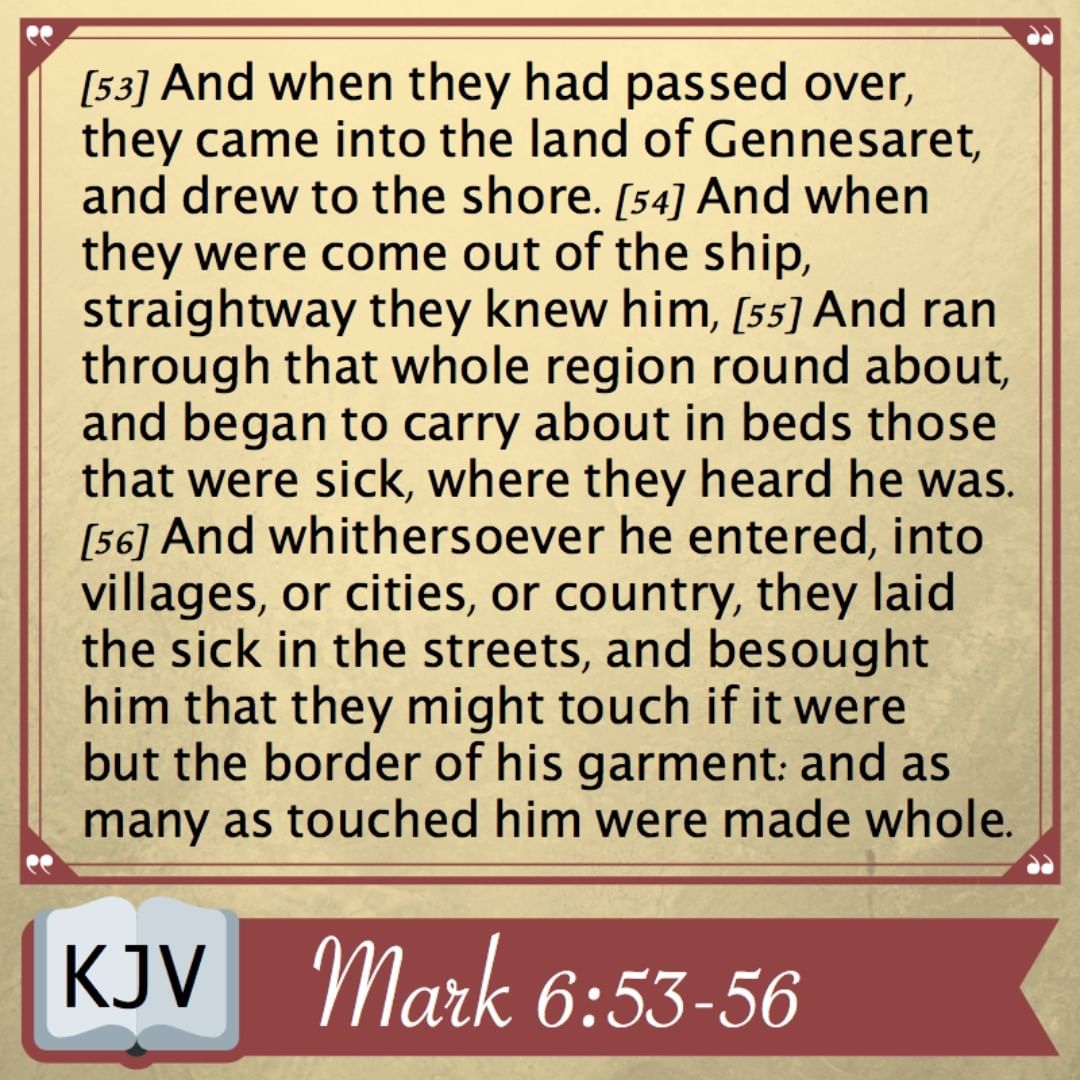 [53] And when they had passed over,
they came into the land of Gennesaret,
and drew to the shore. [54] And when
they were come out of the ship,
straightway they knew him, [55] And ran
through that whole region round about,
and began to carry about in beds those
that were sick, where they heard he was.
[56] And whithersoever he entered, into
villages, or cities, or country, they laid
the sick in the streets, and besought
him that they might touch if it were
but the border of his garment: and as
many as touched him were made whole.
KJV
Mark 6:53-56